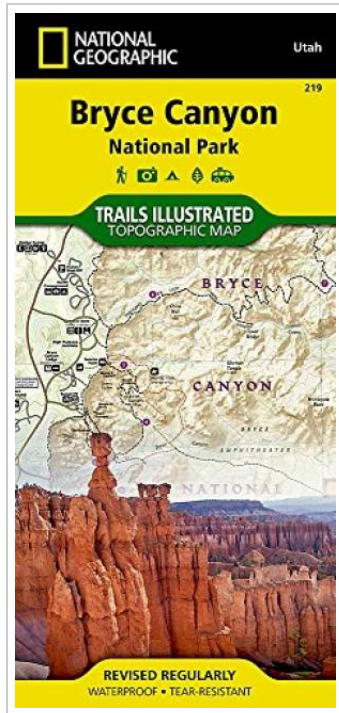 NATIONAL
GEOGRAPHIC
Utah
219
Bryce Canyon
National Park
TRAILS ILLUSTRATED
TOPOGRAPHIC MAP
BRYCE
CANYON
BRYCE
AMPHITHEATER
NATIONAL
REVISED REGULARLY
WATERPROOF • TEAR-RESISTANT